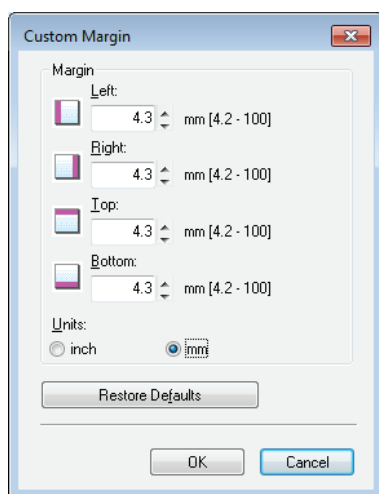 Custom Margin
Margin
Left:
4.3 mm [4.2 - 100]
Right:
4.3 mm [4.2 - 100]
Top:
4.3 mm [4.2 - 100]
Bottom:
4.3 mm [4.2 - 100]
Units:
inch mm
Restore Defaults
OK Cancel